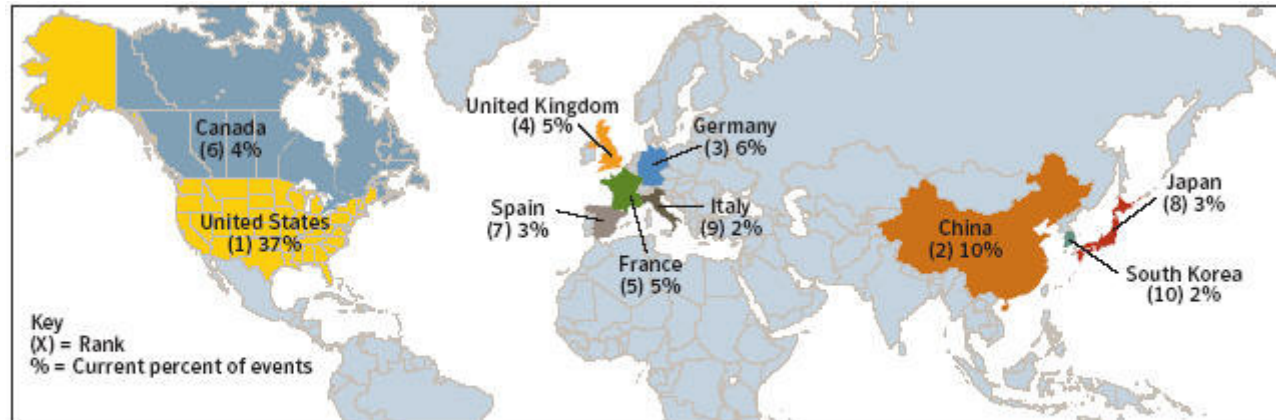 Canada
(6) 4%
United States
(1) 37%
United Kingdom
(4) 5%
Germany
(3) 6%
Spain
(7) 3%
Italy
(9) 2%
France
(5) 5%
China
(2) 10%
Japan
(8) 3%
South Korea
(10) 2%
Key
(X) = Rank
% = Current percent of events